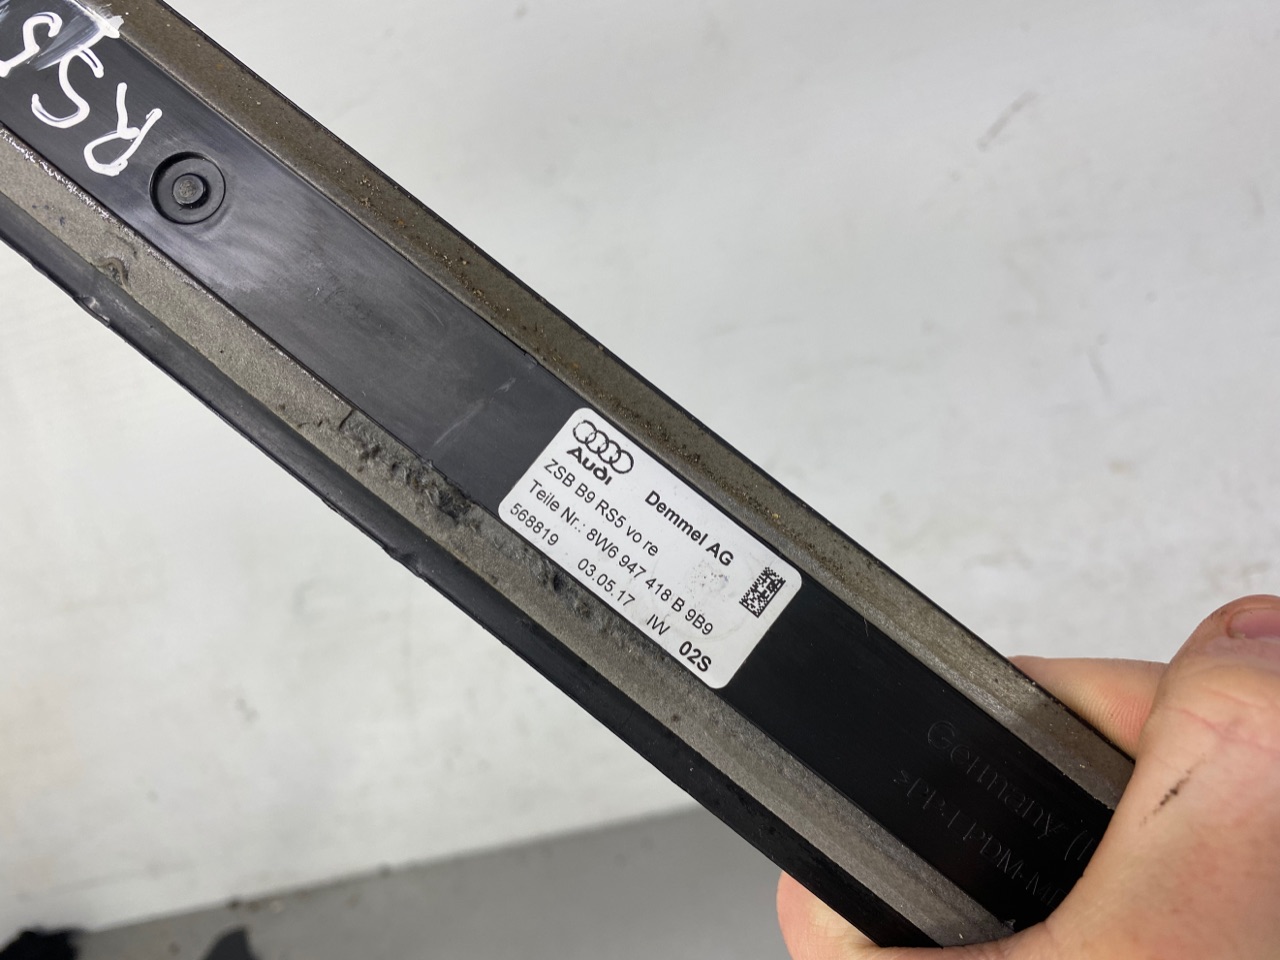 RS5
Audi
Demmel AG
ZSB B9 RS5 vo re
Teile Nr.: 8W6 947 418 B 9B9
568819 03.05.17 IW 02S
Germany